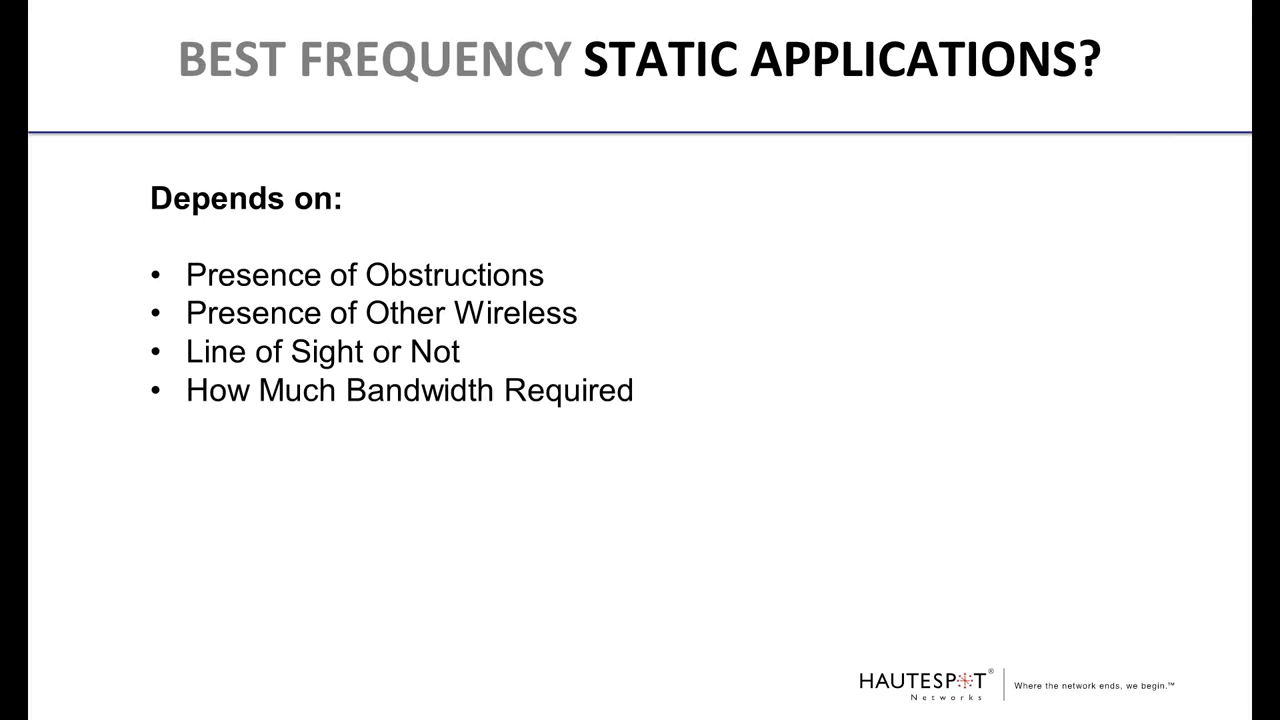 BEST FREQUENCY STATIC APPLICATIONS?
Depends on:
• Presence of Obstructions
• Presence of Other Wireless
• Line of Sight or Not
• How Much Bandwidth Required
HAUTESPOT®
Networks
Where the network ends, we begin.™